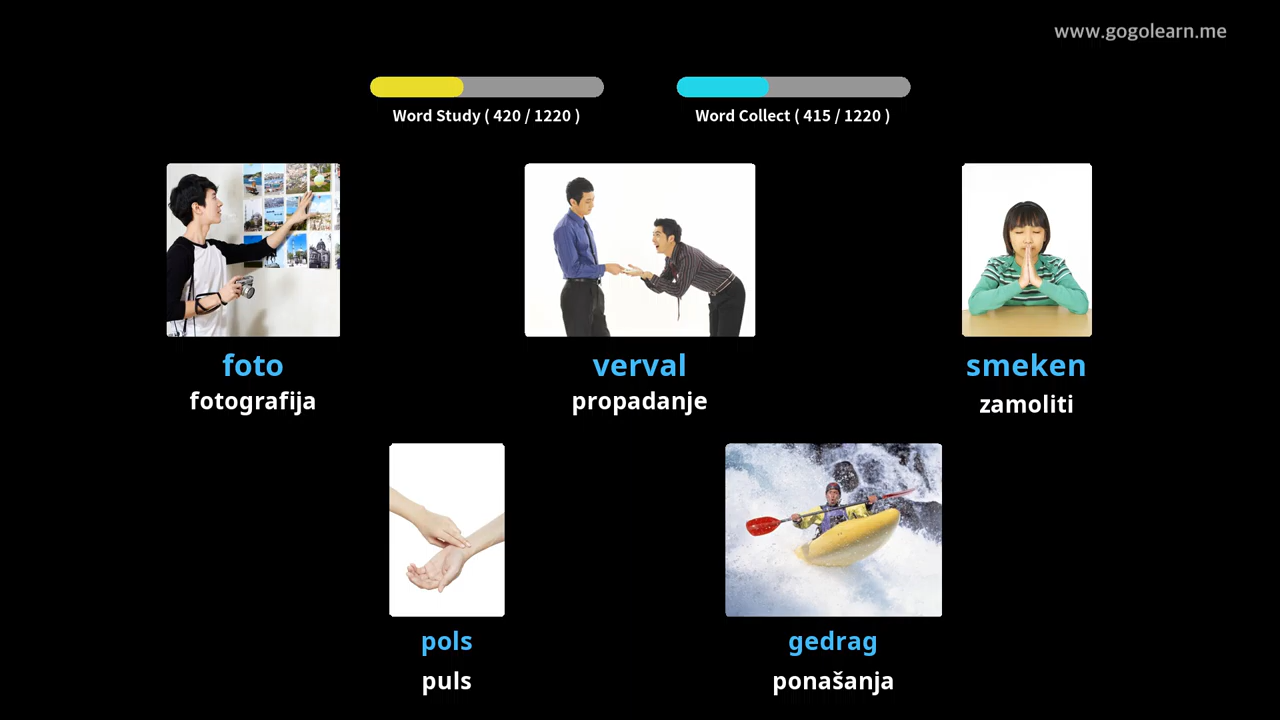 www.gogolearn.me
Word Study ( 420 / 1220 )
Word Collect ( 415 / 1220 )
foto
fotografija
verval
propadanje
smeken
zamoliti
pols
puls
gedrag
ponašanja